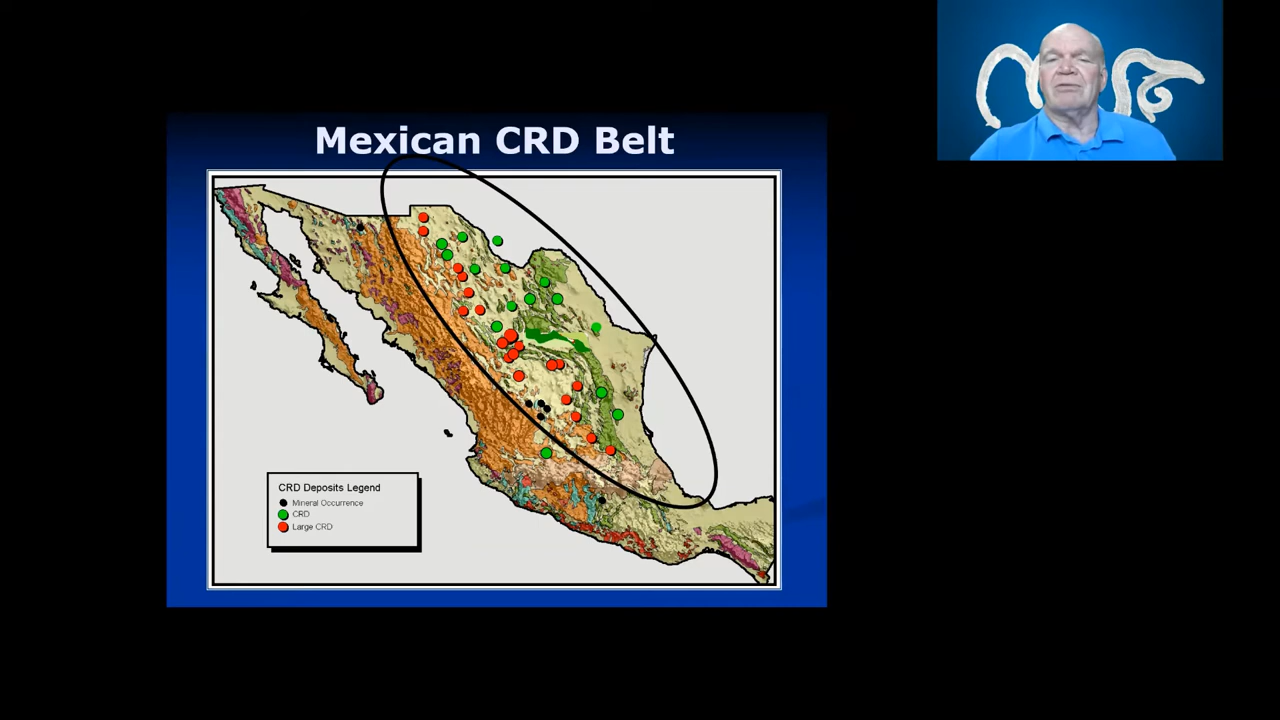 Mexican CRD Belt
CRD Deposits Legend
Mineral Occurrence
CRD
Large CRD